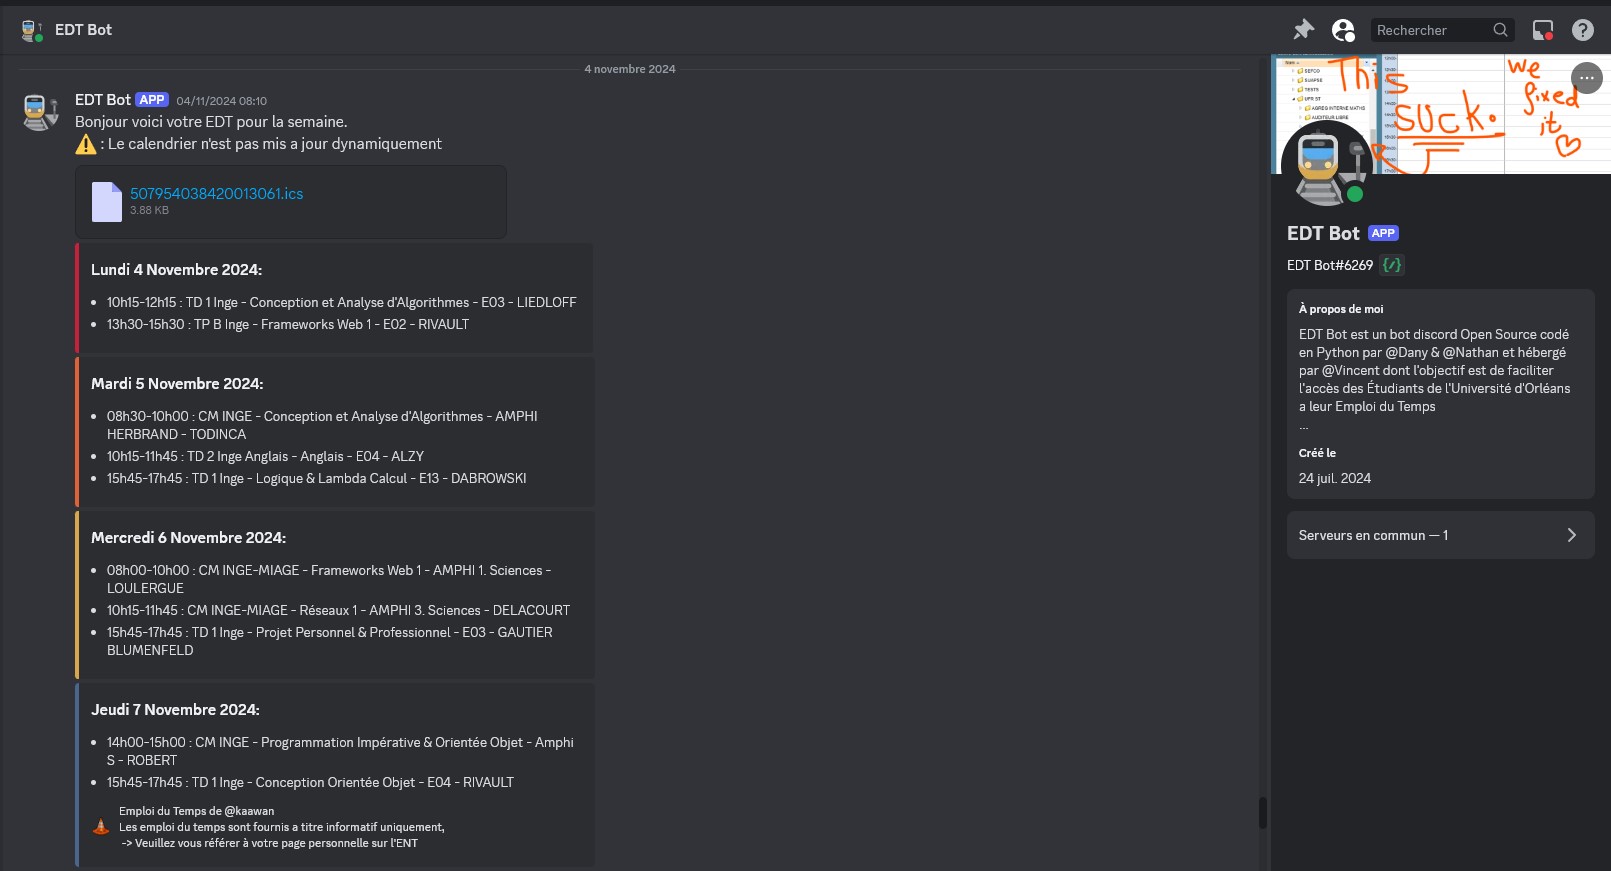 EDT Bot
Rechercher
4 novembre 2024
EDT Bot APP 04/11/2024 08:10
Bonjour voici votre EDT pour la semaine.
⚠️ : Le calendrier n'est pas mis a jour dynamiquement
507954038420013061.ics
3.88 KB
Lundi 4 Novembre 2024:
• 10h15-12h15 : TD 1 Inge - Conception et Analyse d'Algorithmes - E03 - LIEDLOFF
• 13h30-15h30 : TP B Inge - Frameworks Web 1 - E02 - RIVAULT
Mardi 5 Novembre 2024:
• 08h30-10h00 : CM INGE - Conception et Analyse d'Algorithmes - AMPHI
HERBRAND - TODINCA
• 10h15-11h45 : TD 2 Inge Anglais - Anglais - E04 - ALZY
• 15h45-17h45 : TD 1 Inge - Logique & Lambda Calcul - E13 - DABROWSKI
Mercredi 6 Novembre 2024:
• 08h00-10h00 : CM INGE-MIAGE - Frameworks Web 1 - AMPHI 1. Sciences -
LOULERGUE
• 10h15-11h45 : CM INGE-MIAGE - Réseaux 1 - AMPHI 3. Sciences - DELACOURT
• 15h45-17h45 : TD 1 Inge - Projet Personnel & Professionnel - E03 - GAUTIER
BLUMENFELD
Jeudi 7 Novembre 2024:
• 14h00-15h00 : CM INGE - Programmation Impérative & Orientée Objet - Amphi
S - ROBERT
• 15h45-17h45 : TD 1 Inge - Conception Orientée Objet - E04 - RIVAULT
Emploi du Temps de @kaawan
Les emploi du temps sont fournis a titre informatif uniquement,
-> Veuillez vous référer à votre page personnelle sur l'ENT
This
SUCK.
we
fixed
it
SEFCO
SUAPSE
TESTS
UFR ST
AGREG INTERNE MATHS
AUDITEUR LIBRE
EDT Bot APP
EDT Bot#6269 {/}
À propos de moi
EDT Bot est un bot discord Open Source codé
en Python par @Dany & @Nathan et hébergé
par @Vincent dont l'objectif est de faciliter
l'accès des Étudiants de l'Université d'Orléans
a leur Emploi du Temps
...
Créé le
24 juil. 2024
Serveurs en commun — 1